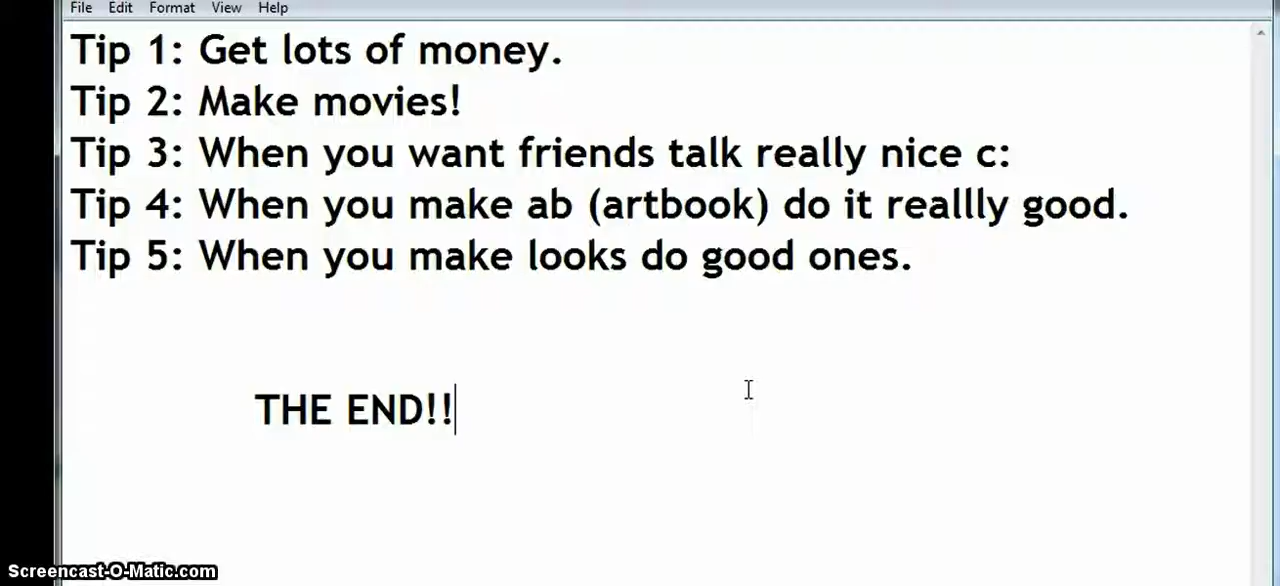 File Edit Format View Help
Tip 1: Get lots of money.
Tip 2: Make movies!
Tip 3: When you want friends talk really nice c:
Tip 4: When you make ab (artbook) do it reallly good.
Tip 5: When you make looks do good ones.
THE END!!
Screencast-O-Matic.com